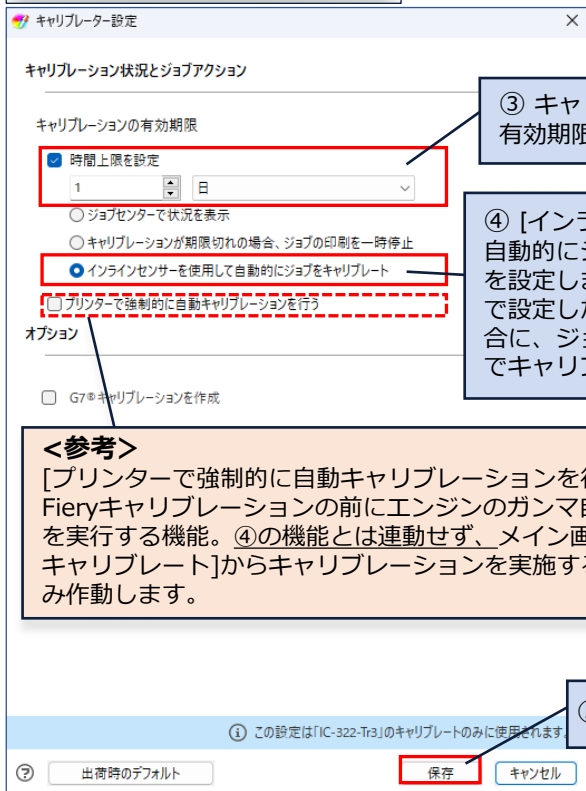 キャリブレーター設定
キャリブレーション状況とジョブアクション
キャリブレーションの有効期限
時間上限を設定
1 日
ジョブセンターで状況を表示
キャリブレーションが期限切れの場合、ジョブの印刷を一時停止
インラインセンサーを使用して自動的にジョブをキャリブレート
プリンターで強制的に自動キャリブレーションを行う
オプション
G7®キャリブレーションを作成
③ キャ
有効期限
④ [インラ
自動的にジ
を設定しま
で設定した
合に、ジョ
でキャリブ
<参考>
[プリンターで強制的に自動キャリブレーションを行
Fieryキャリブレーションの前にエンジンのガンマ自
を実行する機能。④の機能とは連動せず、メイン画
キャリブレート]からキャリブレーションを実施する
み作動します。
この設定は「IC-322-Tr3」のキャリブレートのみに使用されます。
出荷時のデフォルト
保存
キャンセル